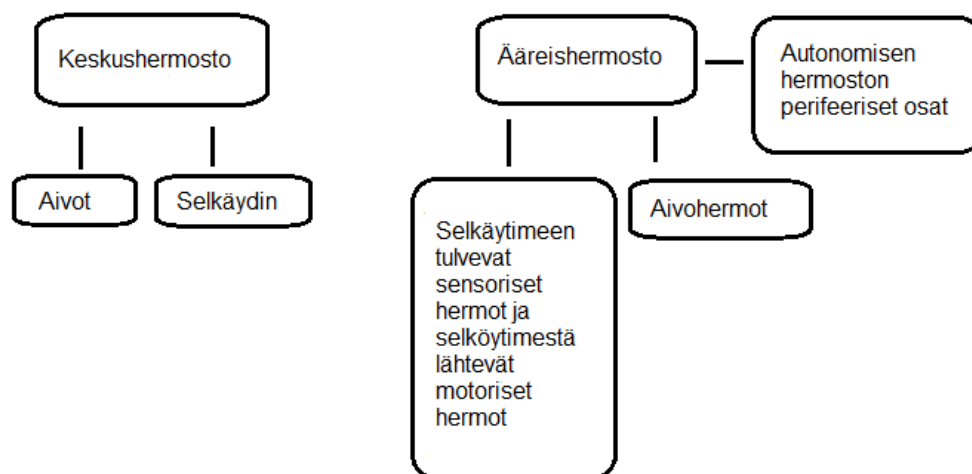 Keskushermosto
Aivot
Selkäydin
Ääreishermosto
Autonomisen
hermoston
perifeeriset osat
Selkäytimeen
tulvevat
sensoriset
hermot ja
selköytimestä
lähtevät
motoriset
hermot
Aivohermot